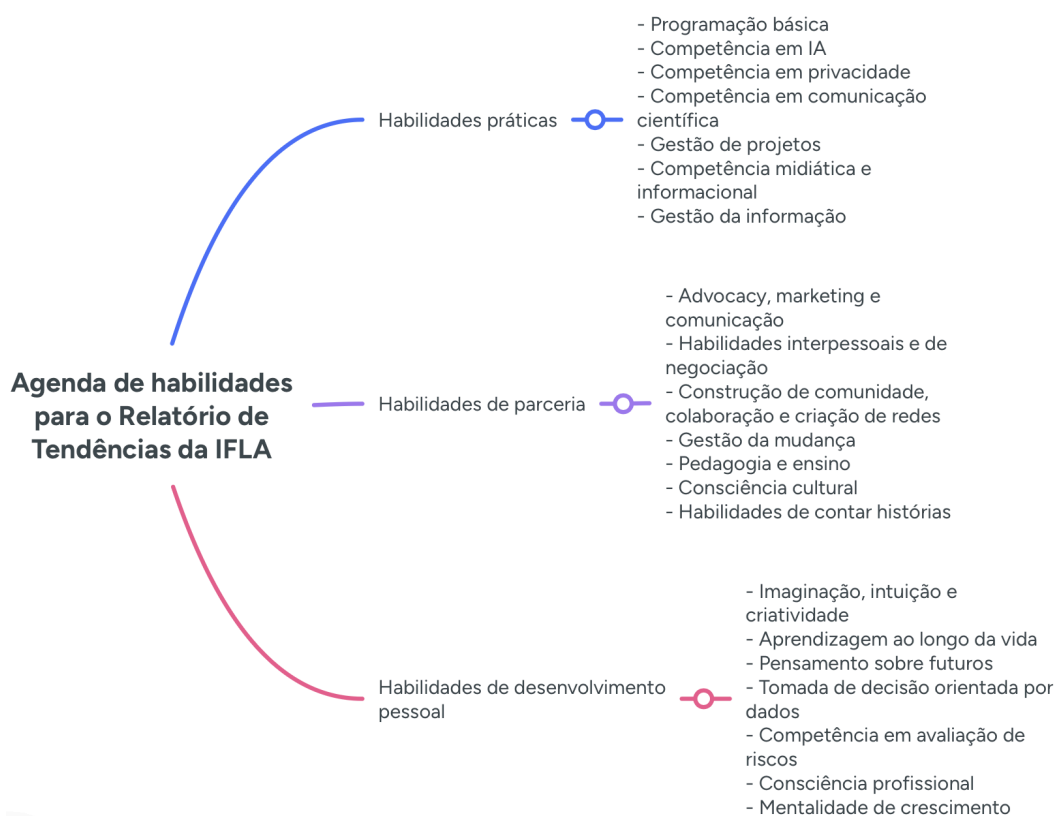 Agenda de habilidades
para o Relatório de
Tendências da IFLA
Habilidades práticas
- Programação básica
- Competência em IA
- Competência em privacidade
- Competência em comunicação
científica
- Gestão de projetos
- Competência midiática e
informacional
- Gestão da informação
Habilidades de parceria
- Advocacy, marketing e
comunicação
- Habilidades interpessoais e de
negociação
- Construção de comunidade,
colaboração e criação de redes
- Gestão da mudança
- Pedagogia e ensino
- Consciência cultural
- Habilidades de contar histórias
Habilidades de desenvolvimento
pessoal
- Imaginação, intuição e
criatividade
- Aprendizagem ao longo da vida
- Pensamento sobre futuros
- Tomada de decisão orientada por
dados
- Competência em avaliação de
riscos
- Consciência profissional
- Mentalidade de crescimento